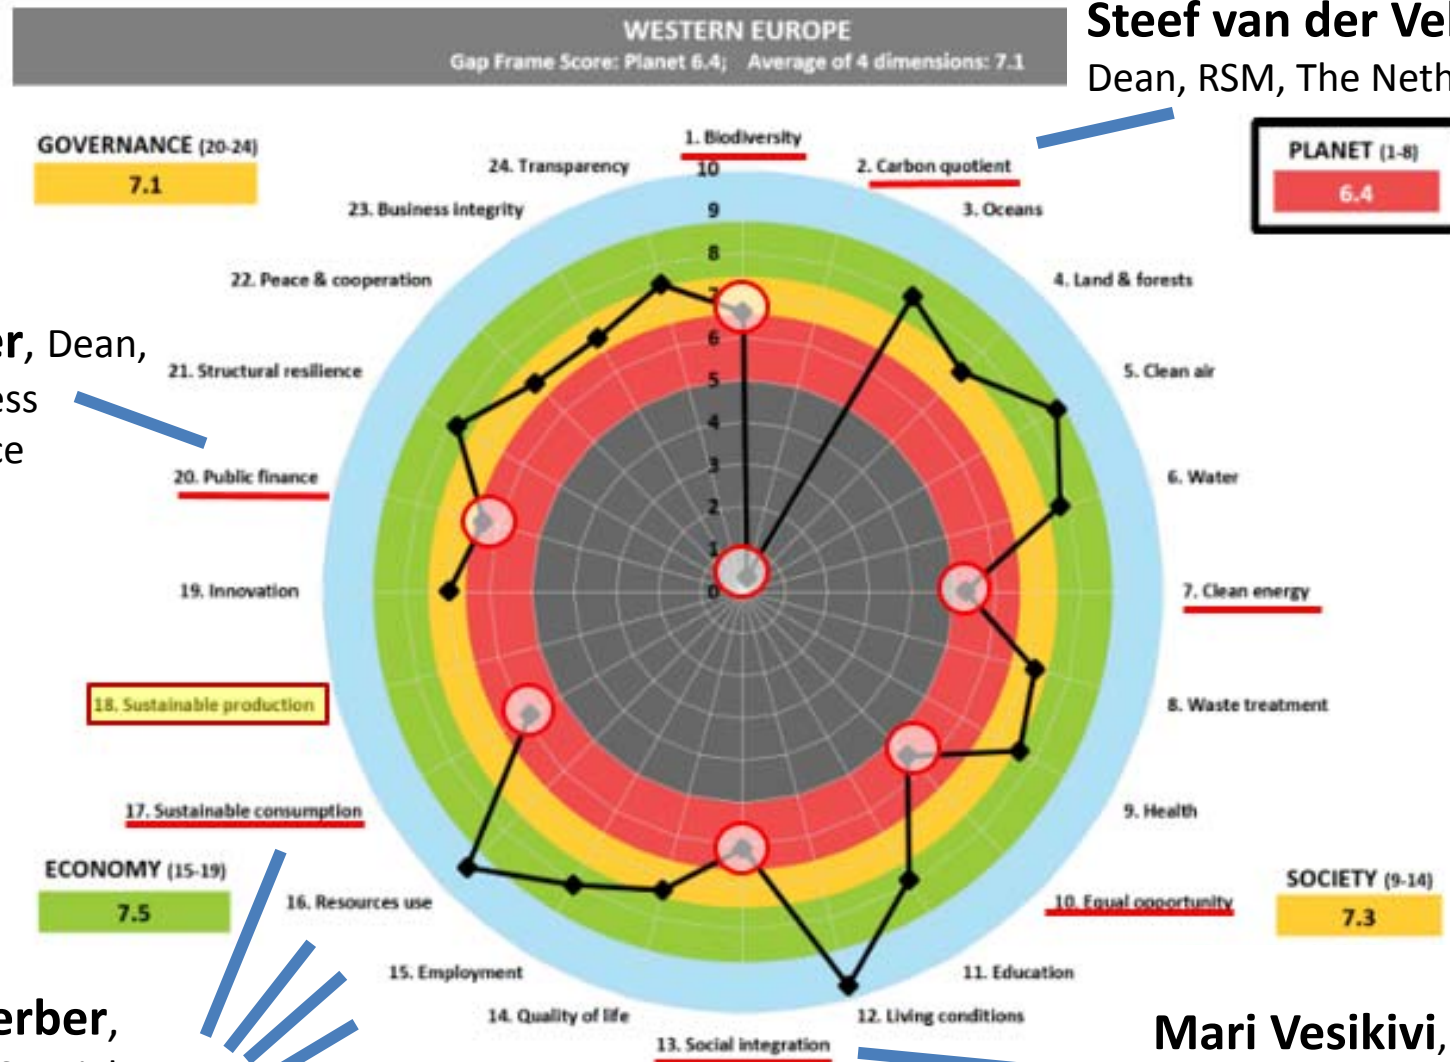 WESTERN EUROPE
Gap Frame Score: Planet 6.4; Average of 4 dimensions: 7.1
Steef van der
Dean, RSM, The
GOVERNANCE (20-24)
7.1
PLANET (1-8)
6.4
1. Biodiversity
2. Carbon quotient
3. Oceans
4. Land & forests
5. Clean air
6. Water
7. Clean energy
8. Waste treatment
9. Health
10. Equal opportunity
11. Education
12. Living conditions
13. Social integration
14. Quality of life
15. Employment
16. Resources use
17. Sustainable consumption
18. Sustainable production
19. Innovation
20. Public finance
21. Structural resilience
22. Peace & cooperation
23. Business integrity
24. Transparency
10
9
8
7
6
5
4
3
2
1
0
Dean,
ECONOMY (15-19)
7.5
SOCIETY (9-14)
7.3
Mari Vesikivi,